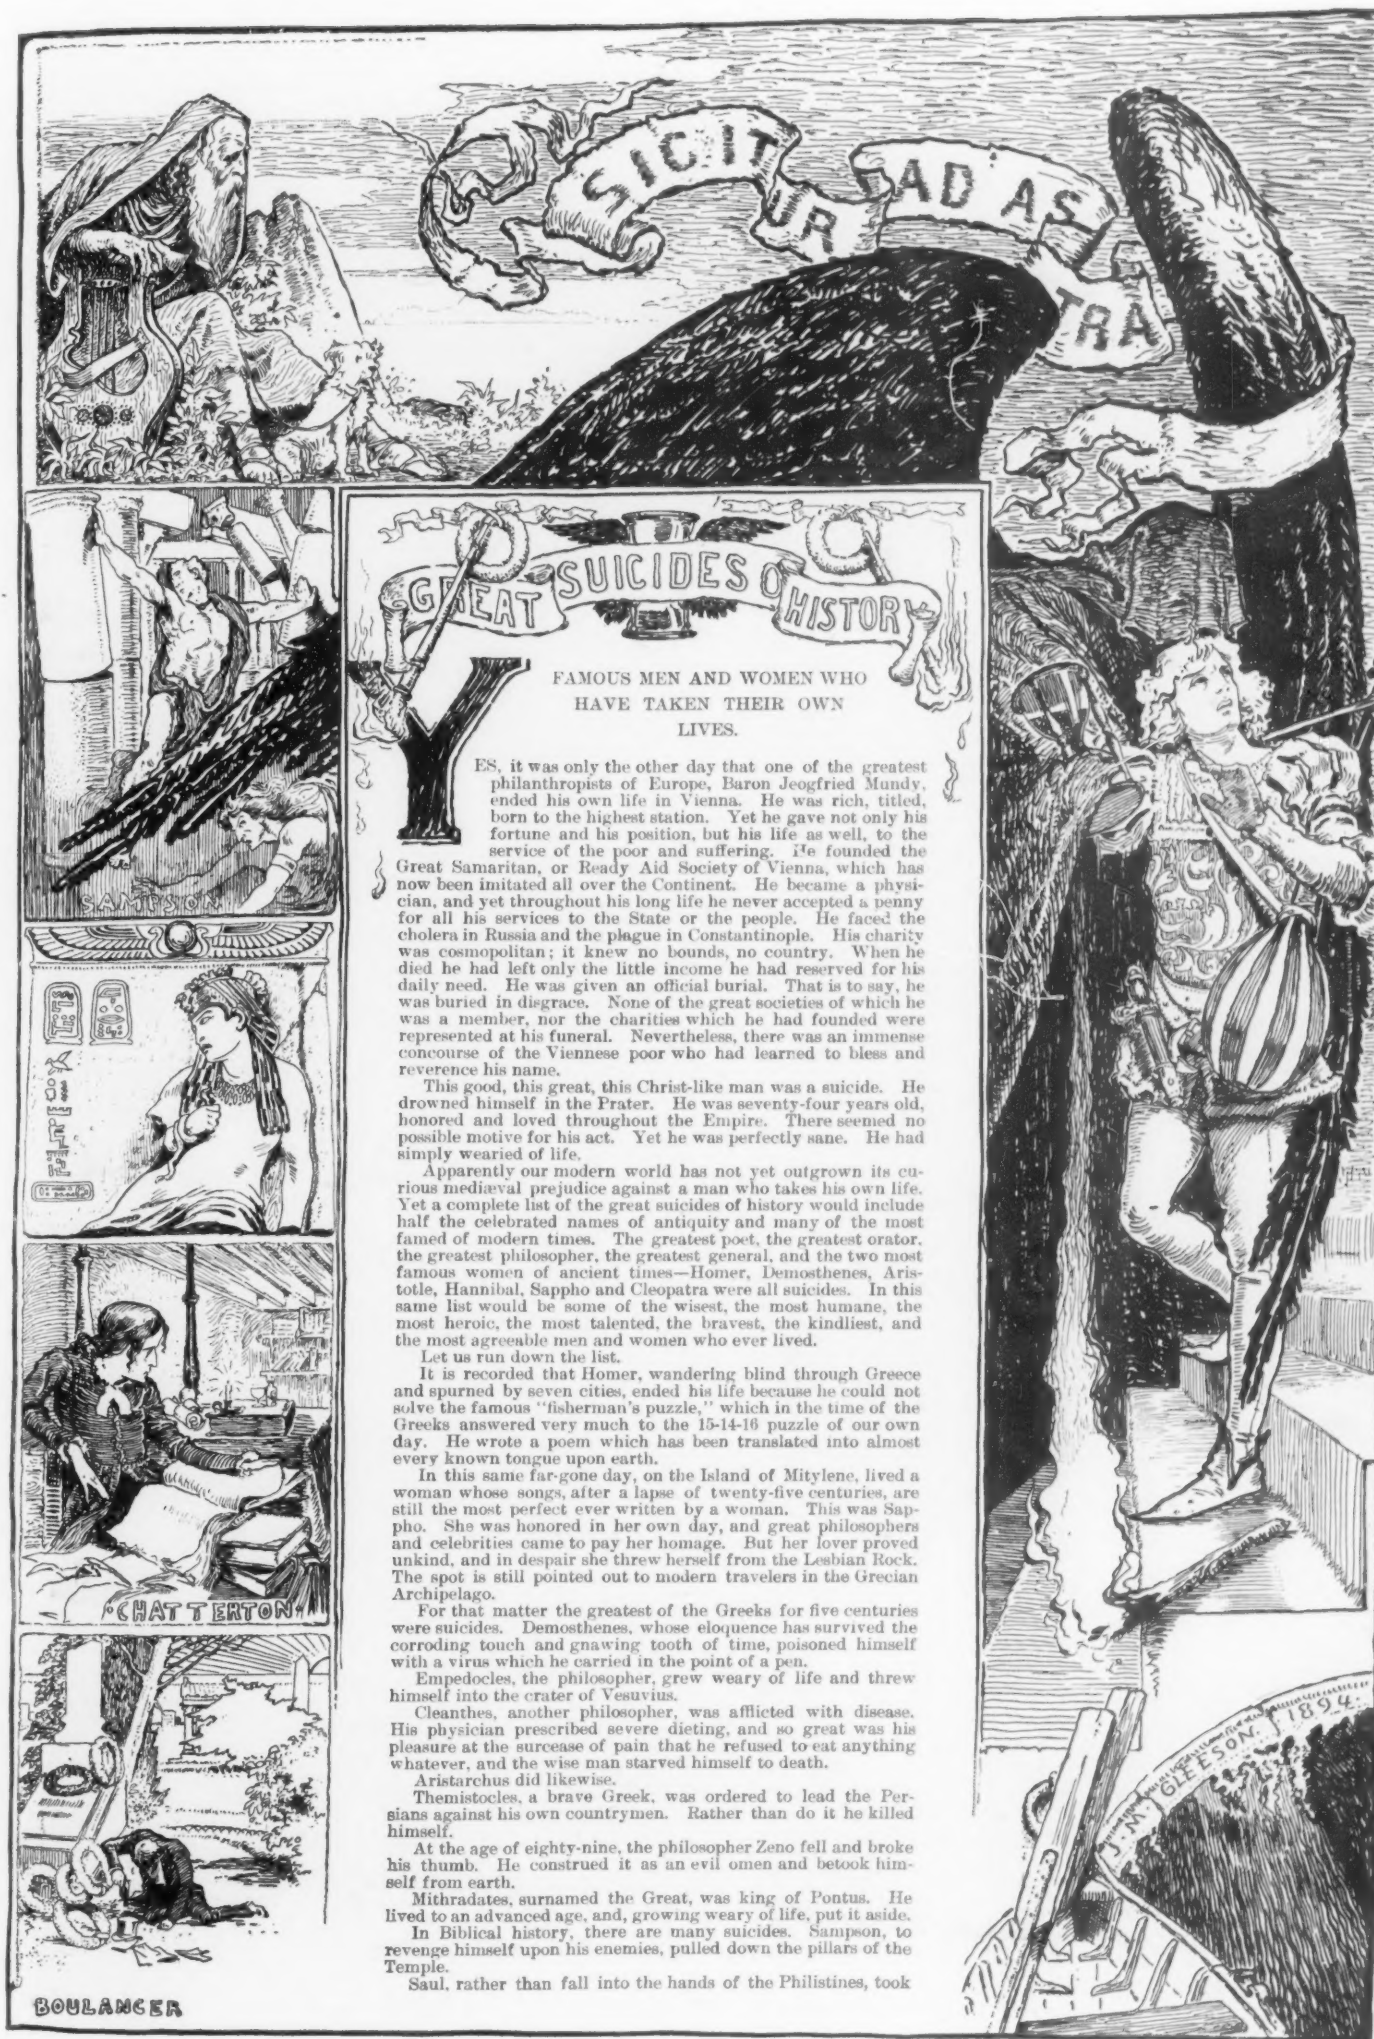 SIC ITUR AD ASTRA
GREAT SUICIDES OF HISTORY
FAMOUS MEN AND WOMEN WHO
HAVE TAKEN THEIR OWN
LIVES.
YES, it was only the other day that one of the greatest
philanthropists of Europe, Baron Jeogfried Mundy,
ended his own life in Vienna. He was rich, titled,
born to the highest station. Yet he gave not only his
fortune and his position, but his life as well, to the
service of the poor and suffering. He founded the
Great Samaritan, or Ready Aid Society of Vienna, which has
now been imitated all over the Continent. He became a physi-
cian, and yet throughout his long life he never accepted a penny
for all his services to the State or the people. He faced the
cholera in Russia and the plague in Constantinople. His charity
was cosmopolitan; it knew no bounds, no country. When he
died he had left only the little income he had reserved for his
daily need. He was given an official burial. That is to say, he
was buried in disgrace. None of the great societies of which he
was a member, nor the charities which he had founded were
represented at his funeral. Nevertheless, there was an immense
concourse of the Viennese poor who had learned to bless and
reverence his name.
This good, this great, this Christ-like man was a suicide. He
drowned himself in the Prater. He was seventy-four years old,
honored and loved throughout the Empire. There seemed no
possible motive for his act. Yet he was perfectly sane. He had
simply wearied of life.
Apparently our modern world has not yet outgrown its cu-
rious mediæval prejudice against a man who takes his own life.
Yet a complete list of the great suicides of history would include
half the celebrated names of antiquity and many of the most
famed of modern times. The greatest poet, the greatest orator,
the greatest philosopher, the greatest general, and the two most
famous women of ancient times—Homer, Demosthenes, Aris-
totle, Hannibal, Sappho and Cleopatra were all suicides. In this
same list would be some of the wisest, the most humane, the
most heroic, the most talented, the bravest, the kindliest, and
the most agreeable men and women who ever lived.
Let us run down the list.
It is recorded that Homer, wandering blind through Greece
and spurned by seven cities, ended his life because he could not
solve the famous "fisherman's puzzle," which in the time of the
Greeks answered very much to the 15-14-16 puzzle of our own
day. He wrote a poem which has been translated into almost
every known tongue upon earth.
In this same far-gone day, on the Island of Mitylene, lived a
woman whose songs, after a lapse of twenty-five centuries, are
still the most perfect ever written by a woman. This was Sap-
pho. She was honored in her own day, and great philosophers
and celebrities came to pay her homage. But her lover proved
unkind, and in despair she threw herself from the Lesbian Rock.
The spot is still pointed out to modern travelers in the Grecian
Archipelago.
For that matter the greatest of the Greeks for five centuries
were suicides. Demosthenes, whose eloquence has survived the
corroding touch and gnawing tooth of time, poisoned himself
with a virus which he carried in the point of a pen.
Empedocles, the philosopher, grew weary of life and threw
himself into the crater of Vesuvius.
Cleanthes, another philosopher, was afflicted with disease.
His physician prescribed severe dieting, and so great was his
pleasure at the surcease of pain that he refused to eat anything
whatever, and the wise man starved himself to death.
Aristarchus did likewise.
Themistocles, a brave Greek, was ordered to lead the Per-
sians against his own countrymen. Rather than do it he killed
himself.
At the age of eighty-nine, the philosopher Zeno fell and broke
his thumb. He construed it as an evil omen and betook him-
self from earth.
Mithradates, surnamed the Great, was king of Pontus. He
lived to an advanced age, and, growing weary of life, put it aside.
In Biblical history, there are many suicides. Sampson, to
revenge himself upon his enemies, pulled down the pillars of the
Temple.
Saul, rather than fall into the hands of the Philistines, took
SAMPSION
CHATTERTON
BOULANGER
J. M. GLEESON. 1894.